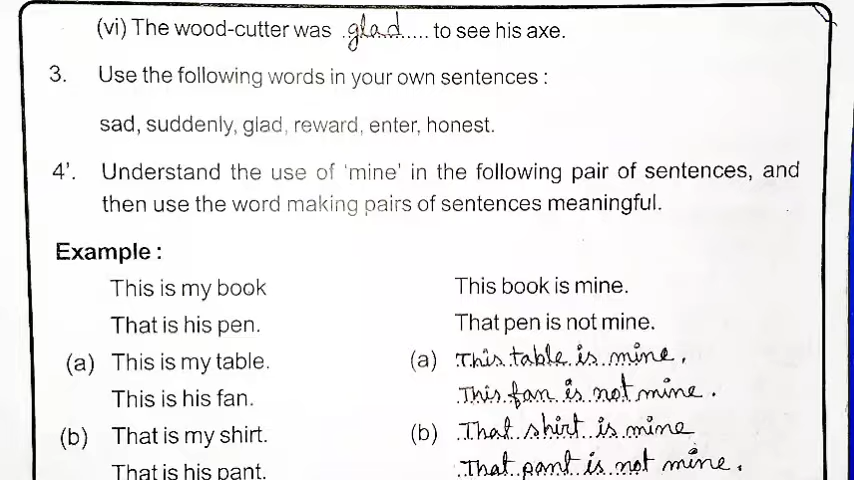 (vi) The wood-cutter was glad to see his axe.
3. Use the following words in your own sentences :
sad, suddenly, glad, reward, enter, honest.
4'. Understand the use of 'mine' in the following pair of sentences, and
then use the word making pairs of sentences meaningful.
Example :
This is my book This book is mine.
That is his pen. That pen is not mine.
(a) This is my table. (a) This table is mine.
This is his fan. This fan is not mine.
(b) That is my shirt. (b) That shirt is mine
That is his pant. That pant is not mine.